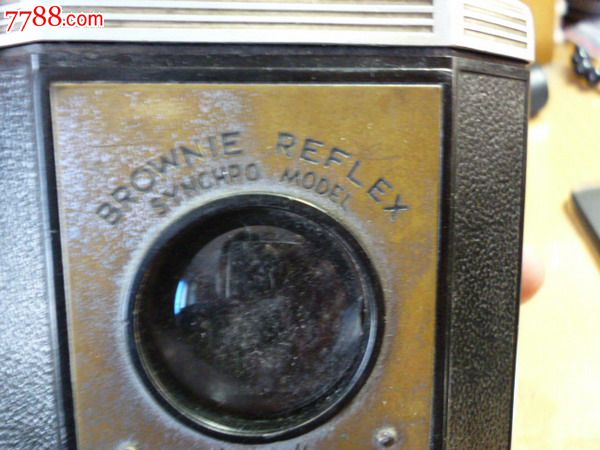 7788.com
BROWNIE REFLEX
SYNCHRO MODEL